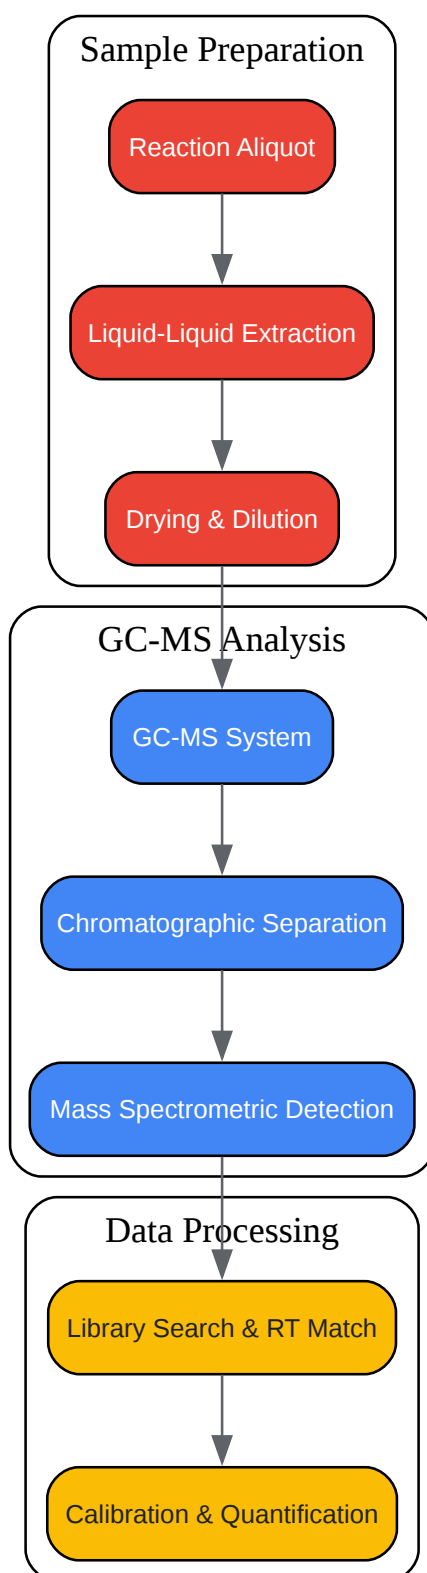 Sample Preparation
Reaction Aliquot
Liquid-Liquid Extraction
Drying & Dilution
GC-MS Analysis
GC-MS System
Chromatographic Separation
Mass Spectrometric Detection
Data Processing
Library Search & RT Match
Calibration & Quantification